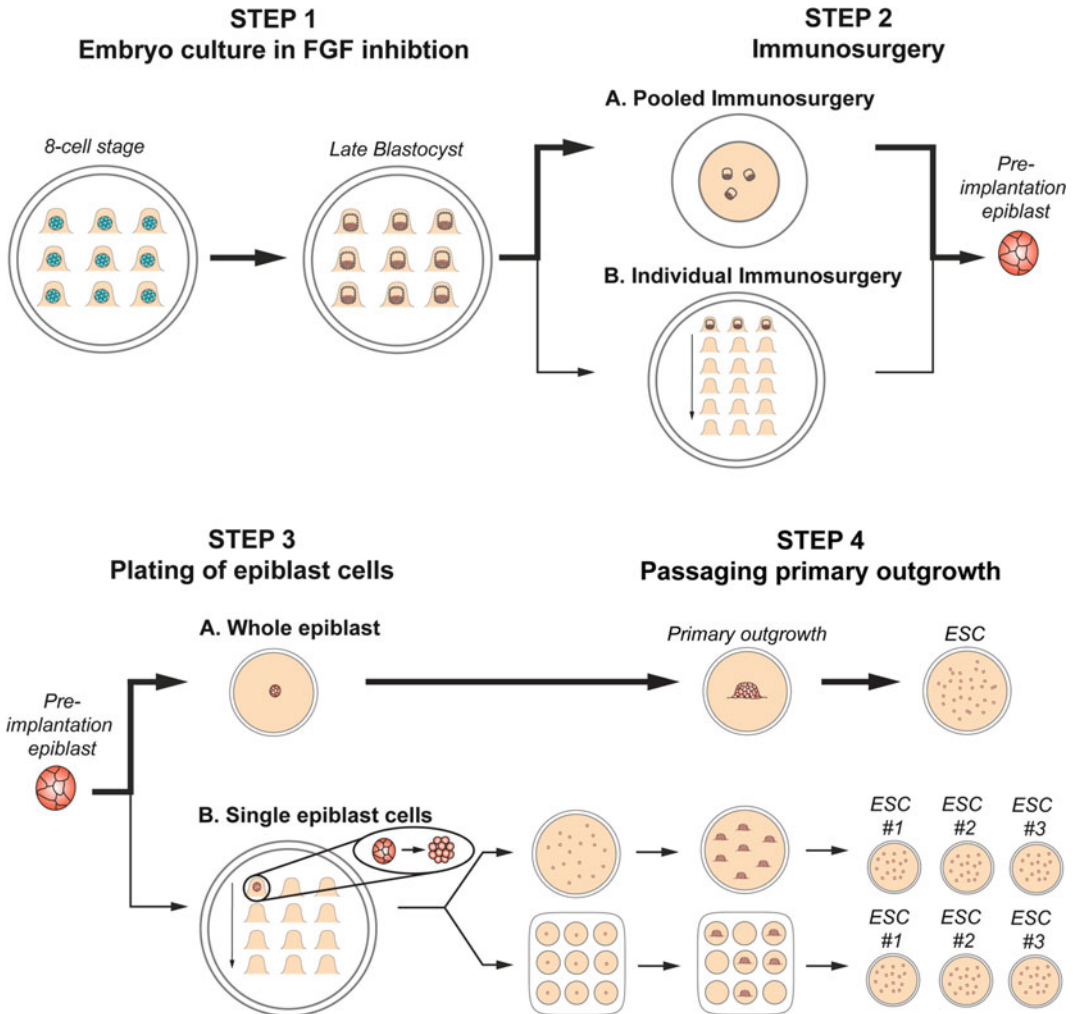 STEP 1
Embryo culture in FGF inhibtion
STEP 2
Immunosurgery
8-cell stage
Late Blastocyst
A. Pooled Immunosurgery
B. Individual Immunosurgery
Pre-
implantation
epiblast
STEP 3
Plating of epiblast cells
STEP 4
Passaging primary outgrowth
Pre-
implantation
epiblast
A. Whole epiblast
Primary outgrowth
ESC
B. Single epiblast cells
ESC
#1
ESC
#2
ESC
#3
ESC
#1
ESC
#2
ESC
#3